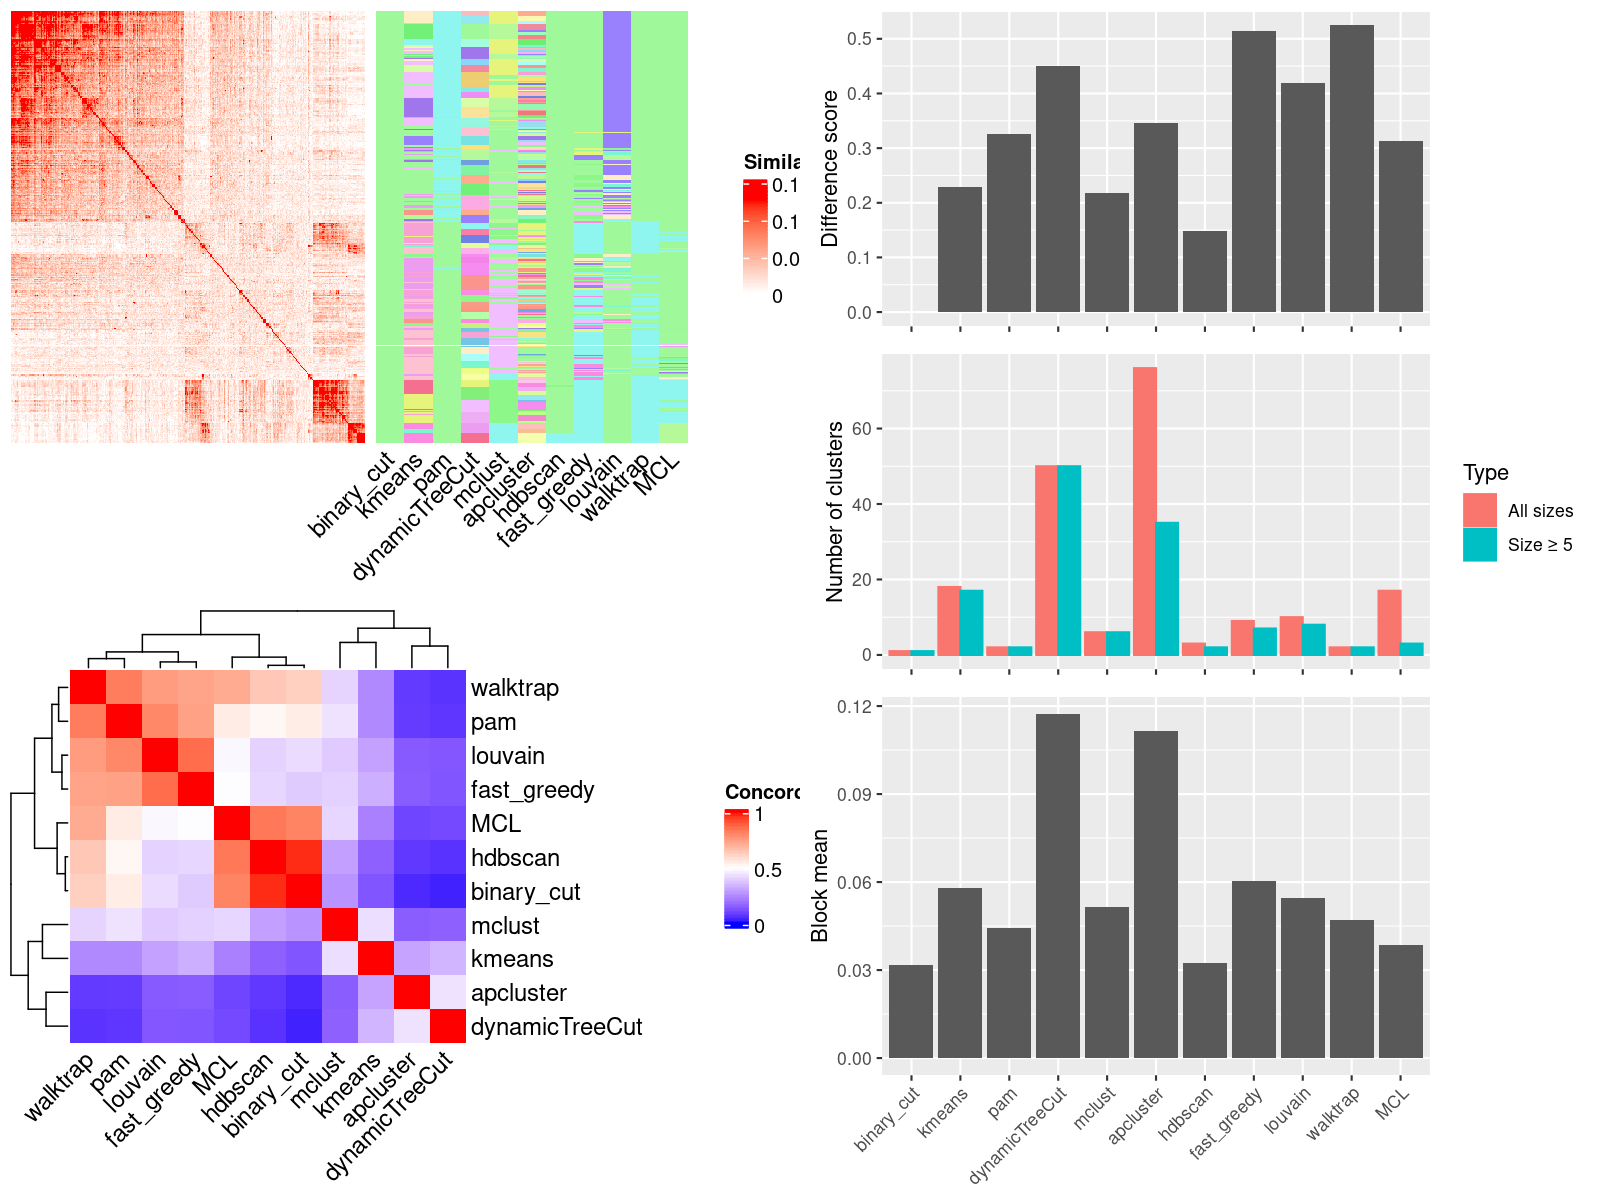 Simila
0.1
0.1
0.0
0
binary_cut
kmeans
pam
dynamicTreeCut
mclust
apcluster
hdbscan
fast_greedy
louvain
walktrap
MCL
walktrap
pam
louvain
fast_greedy
MCL
hdbscan
binary_cut
mclust
kmeans
apcluster
dynamicTreeCut
walktrap
pam
louvain
fast_greedy
MCL
hdbscan
binary_cut
mclust
kmeans
apcluster
dynamicTreeCut
Concord
1
0.5
0
Difference score
0.5
0.4
0.3
0.2
0.1
0.0
Number of clusters
60
40
20
0
Type
All sizes
Size ≥ 5
Block mean
0.12
0.09
0.06
0.03
0.00
binary_cut
kmeans
pam
dynamicTreeCut
mclust
apcluster
hdbscan
fast_greedy
louvain
walktrap
MCL